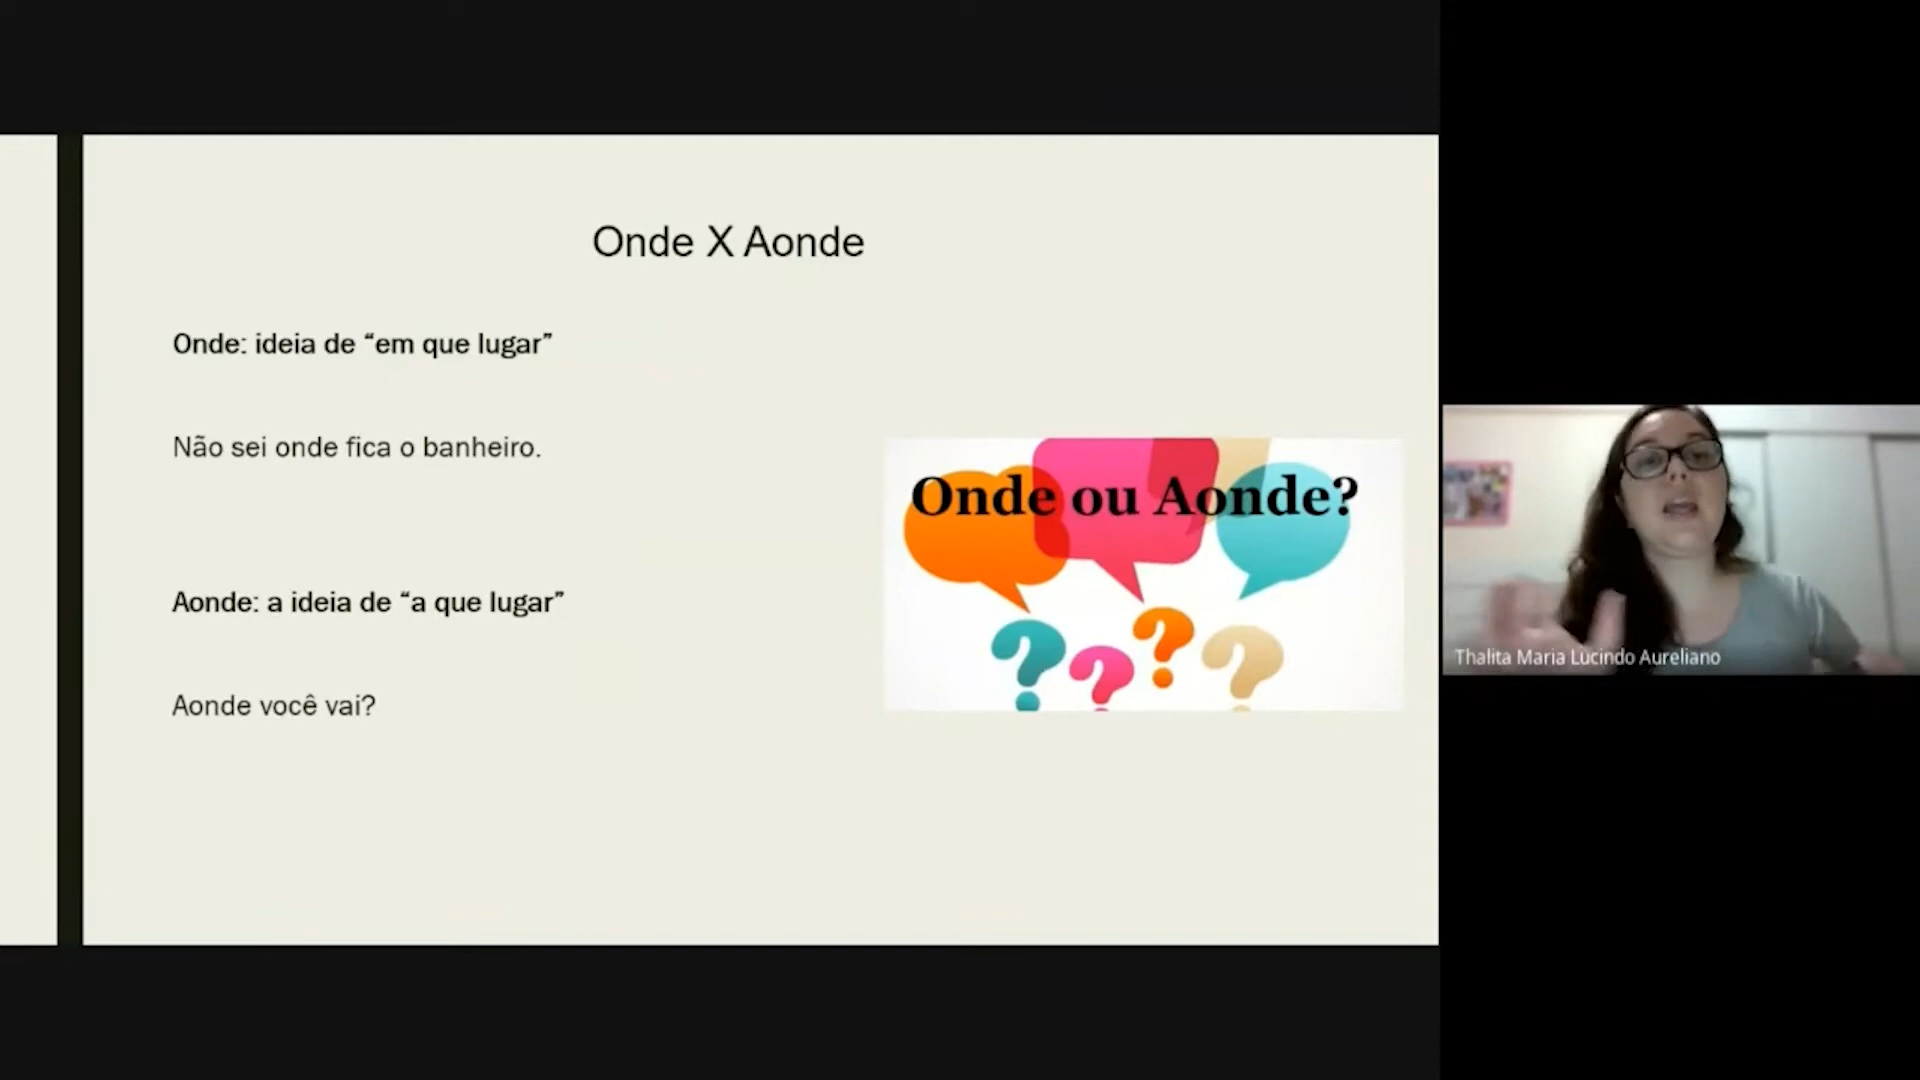 Onde X Aonde
Onde: ideia de “em que lugar”
Não sei onde fica o banheiro.
Aonde: a ideia de “a que lugar”
Aonde você vai?
Onde ou Aonde?
? ? ? ?
Thalita Maria Lucindo Aureliano